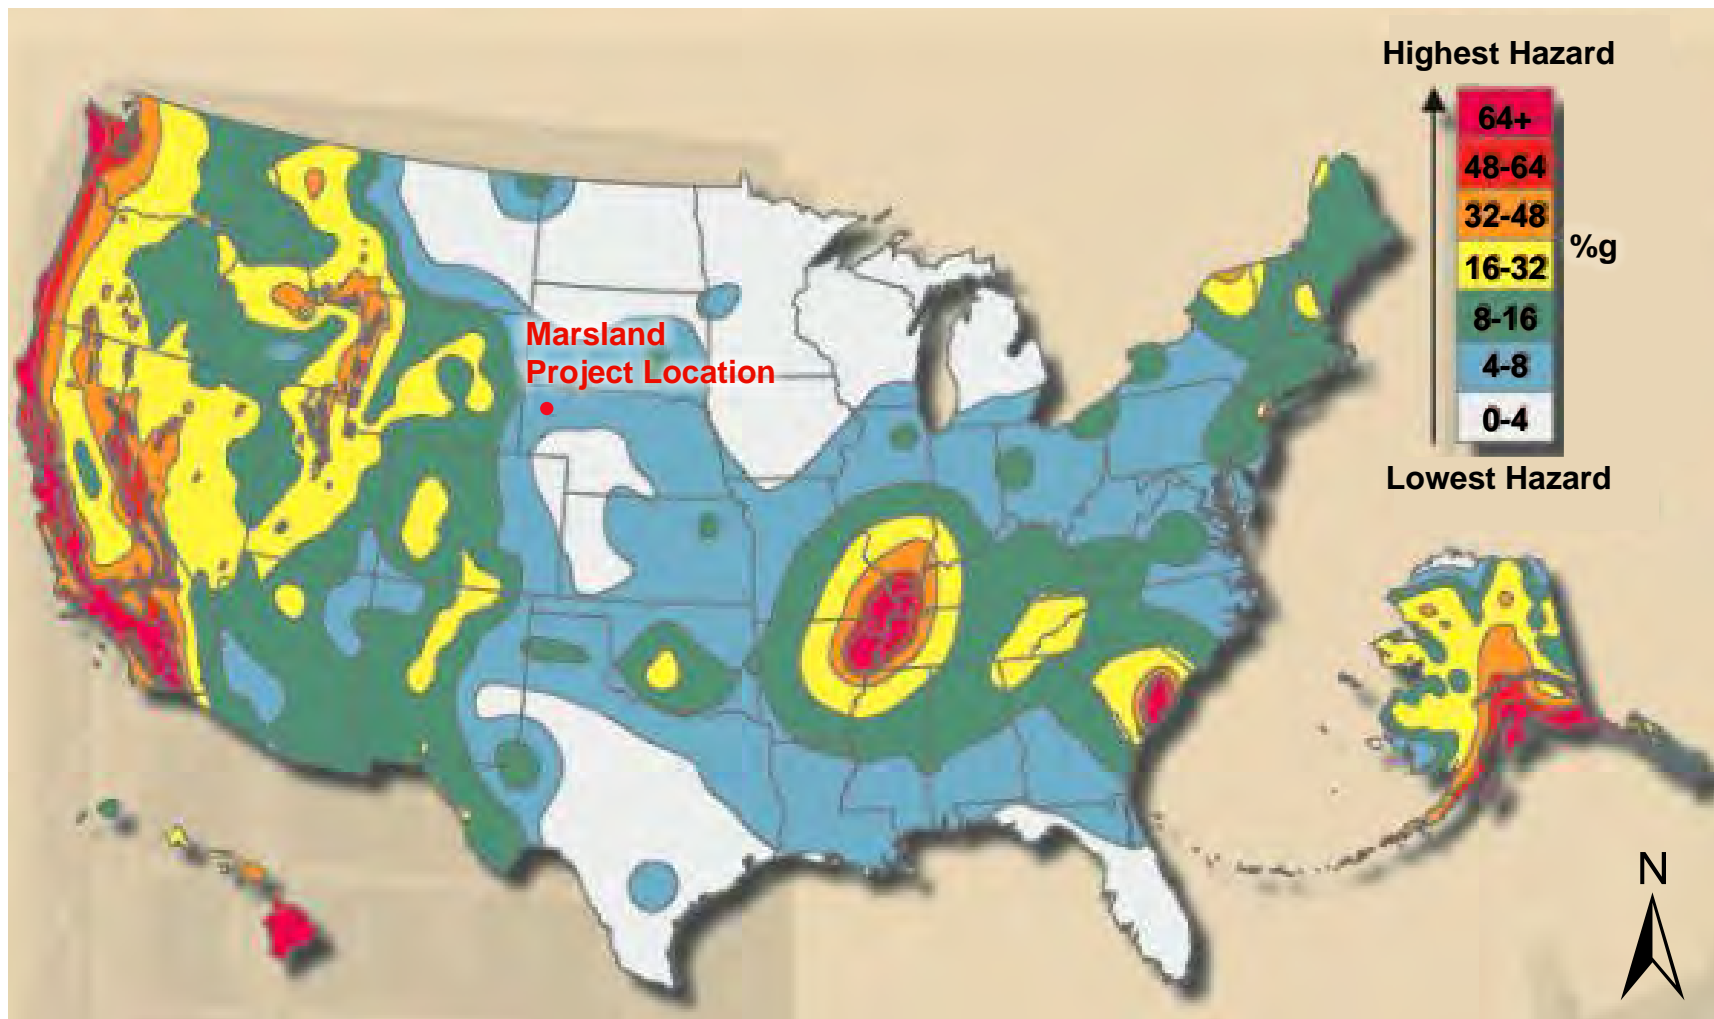 Highest Hazard
64+
48-64
32-48
%g
16-32
8-16
4-8
0-4
Lowest Hazard
Marsland
Project Location
N